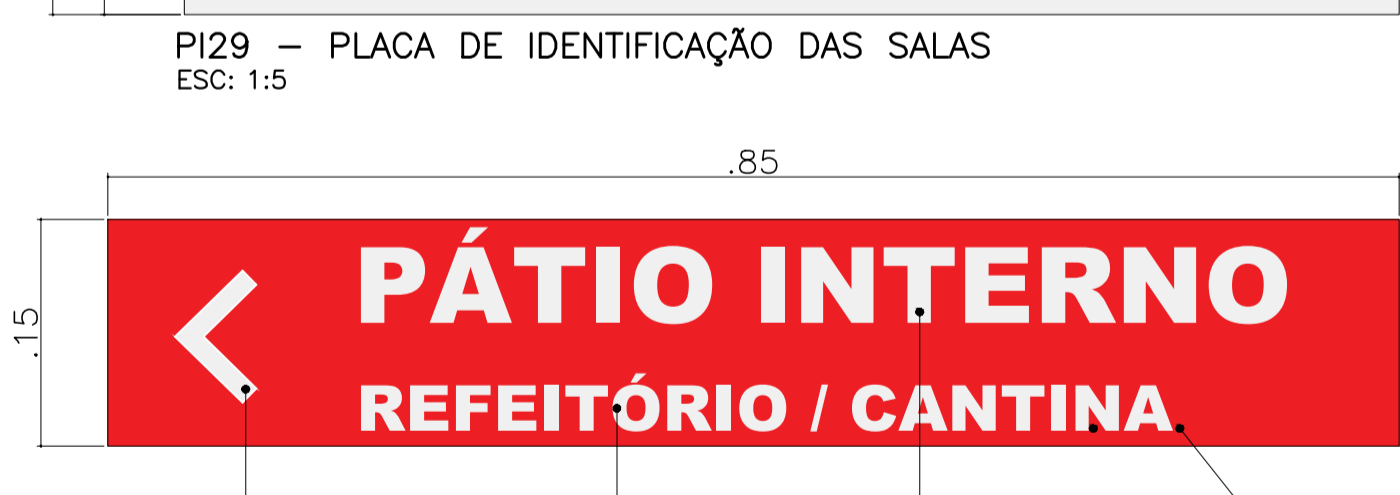 PI29 – PLACA DE IDENTIFICAÇÃO DAS SALAS
ESC: 1:5
.85
.15
PÁTIO INTERNO
REFEITÓRIO / CANTINA